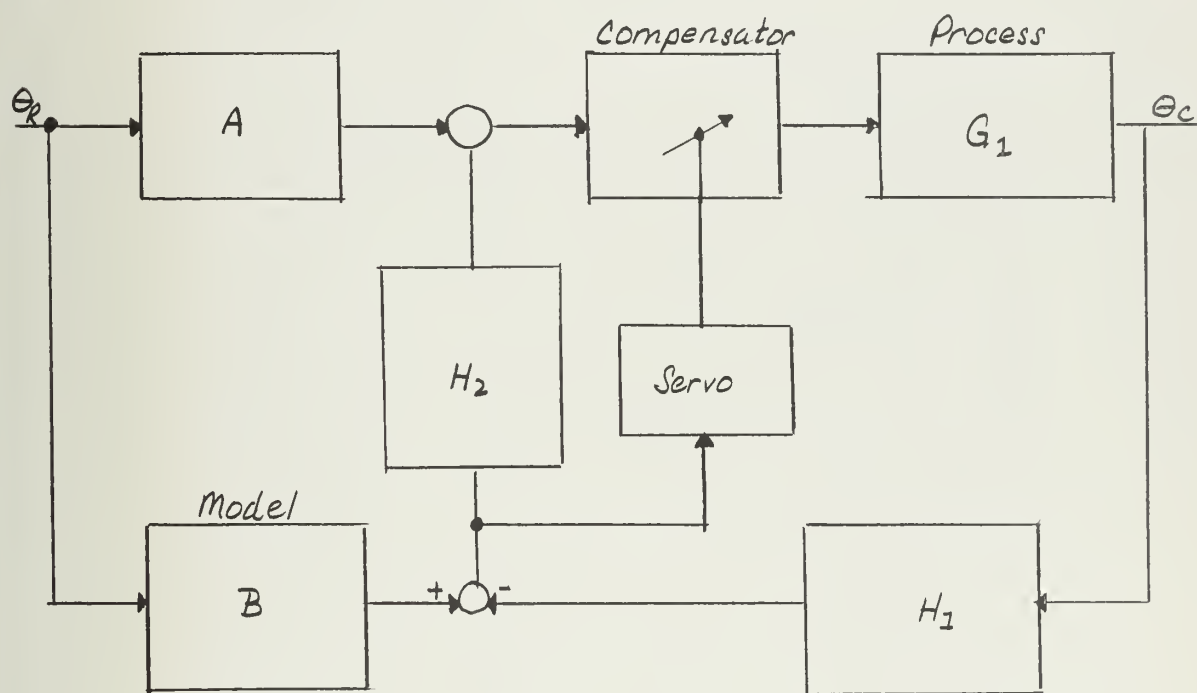 Compensator
Process
θR
A
G1
θC
H2
Servo
Model
B
+
-
H1